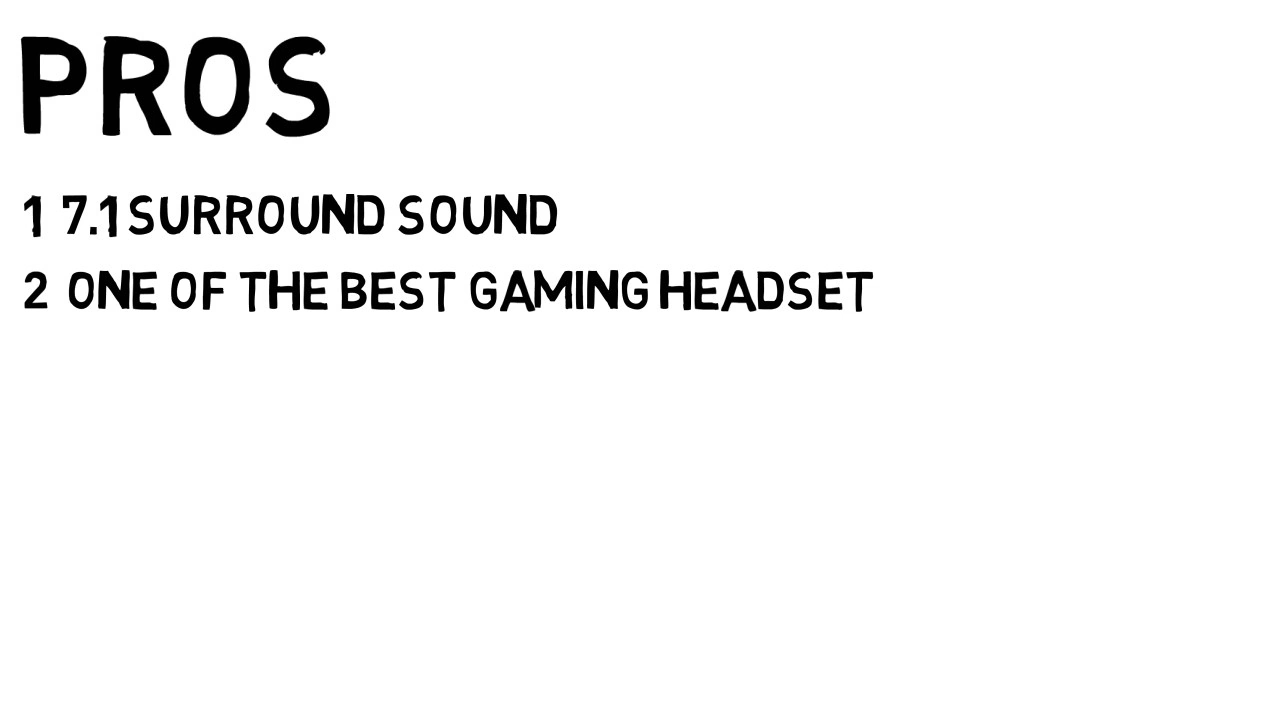 PROS
1 7.1 SURROUND SOUND
2 ONE OF THE BEST GAMING HEADSET